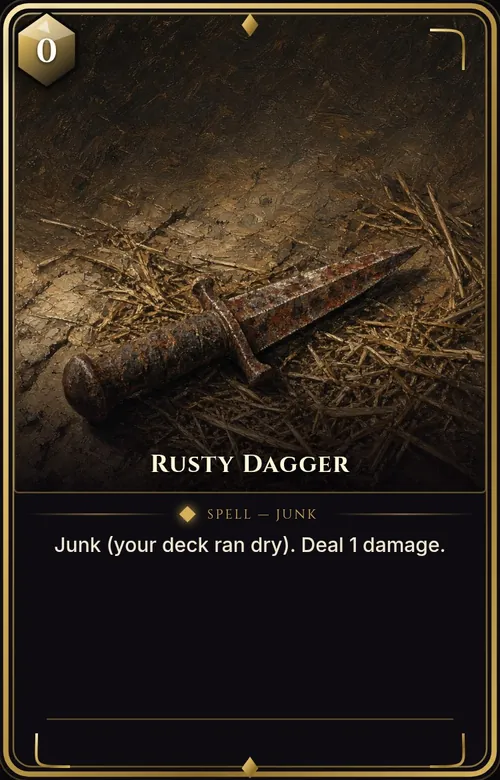 0
Rusty Dagger
SPELL — JUNK
Junk (your deck ran dry). Deal 1 damage.